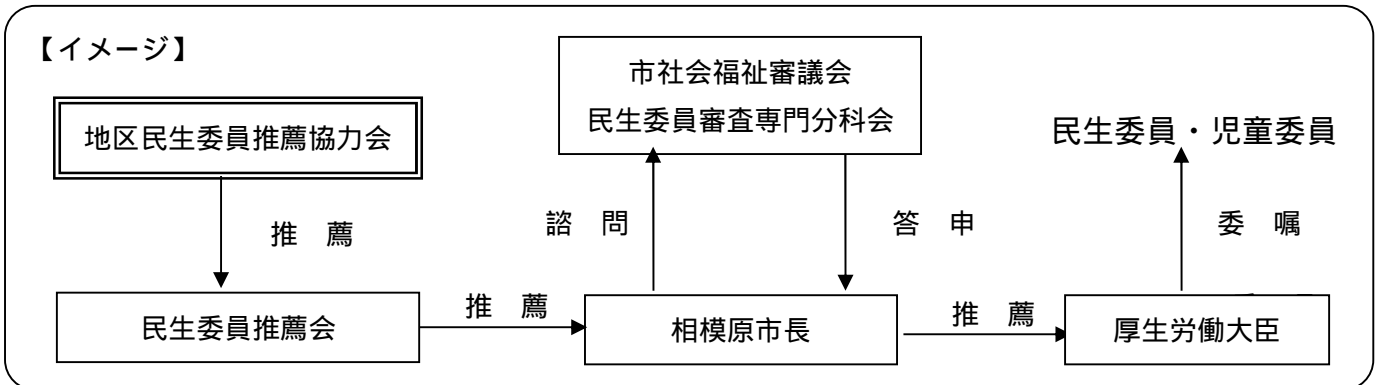 【イメージ】
市社会福祉審議会
民生委員審査専門分科会
地区民生委員推薦協力会
民生委員・児童委員
推 薦
諮 問
答 申
委 嘱
民生委員推薦会
推 薦
相模原市長
推 薦
厚生労働大臣